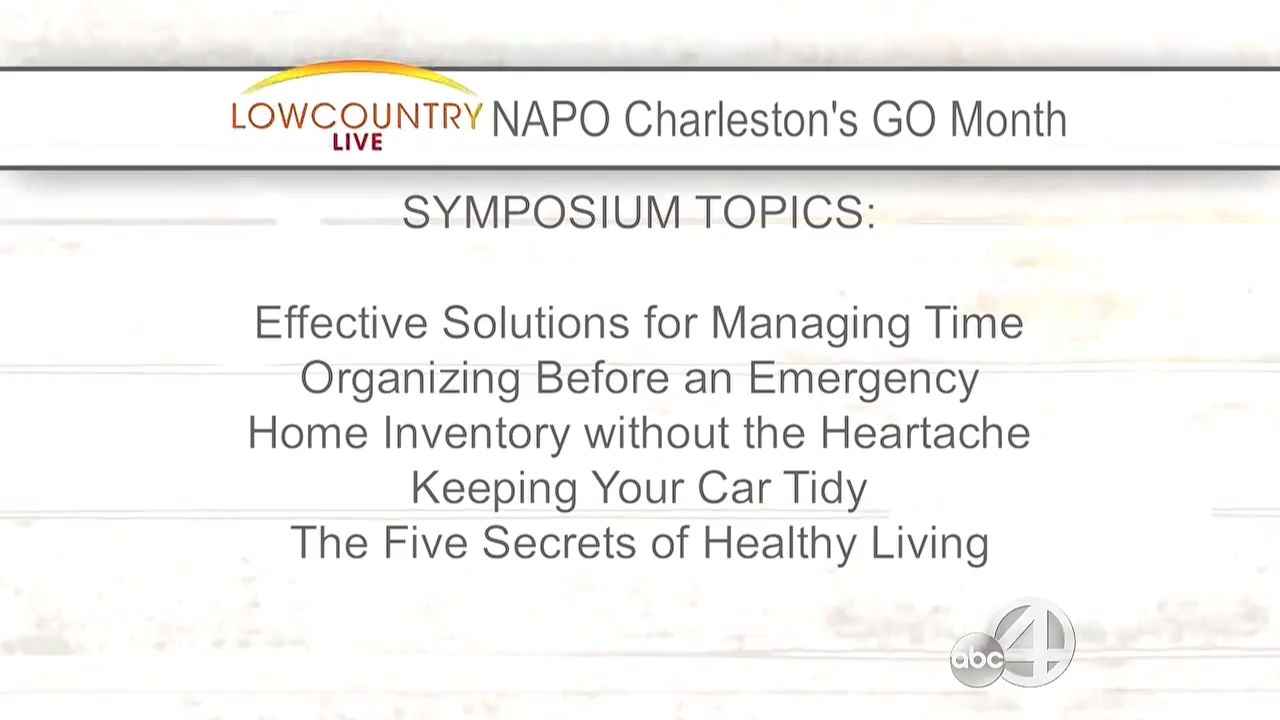 LOWCOUNTRY
LIVE
NAPO Charleston's GO Month
SYMPOSIUM TOPICS:
Effective Solutions for Managing Time
Organizing Before an Emergency
Home Inventory without the Heartache
Keeping Your Car Tidy
The Five Secrets of Healthy Living
abc 4